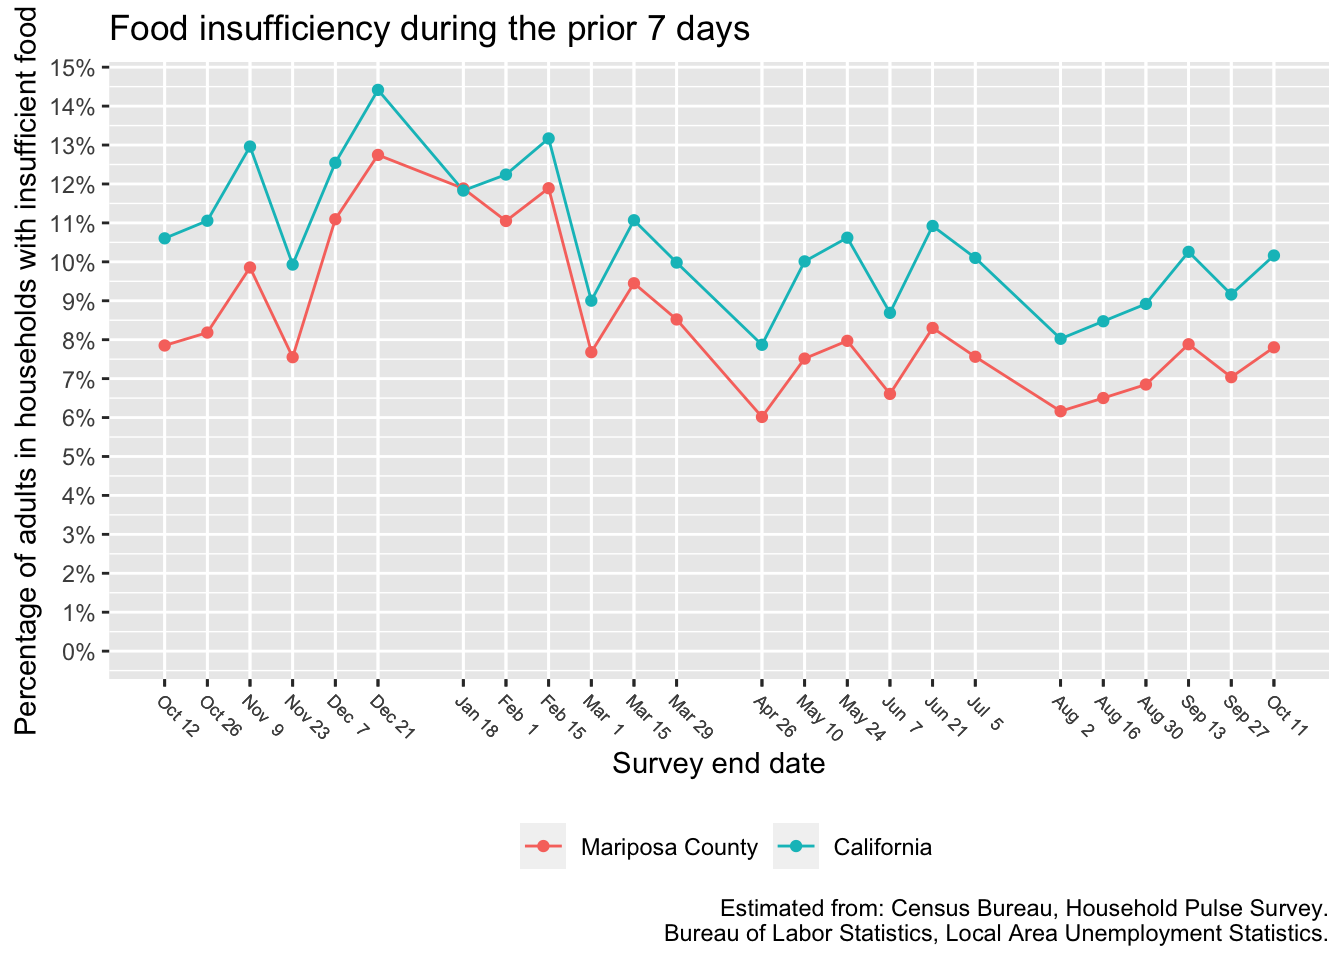 Food insufficiency during the prior 7 days
Percentage of adults in households with insufficient food
15%
14%
13%
12%
11%
10%
9%
8%
7%
6%
5%
4%
3%
2%
1%
0%
Oct 12
Oct 26
Nov 9
Nov 23
Dec 7
Dec 21
Jan 18
Feb 1
Feb 15
Mar 1
Mar 15
Mar 29
Apr 26
May 10
May 24
Jun 7
Jun 21
Jul 5
Aug 2
Aug 16
Aug 30
Sep 13
Sep 27
Oct 11
Survey end date
Mariposa County
California
Estimated from: Census Bureau, Household Pulse Survey.
Bureau of Labor Statistics, Local Area Unemployment Statistics.